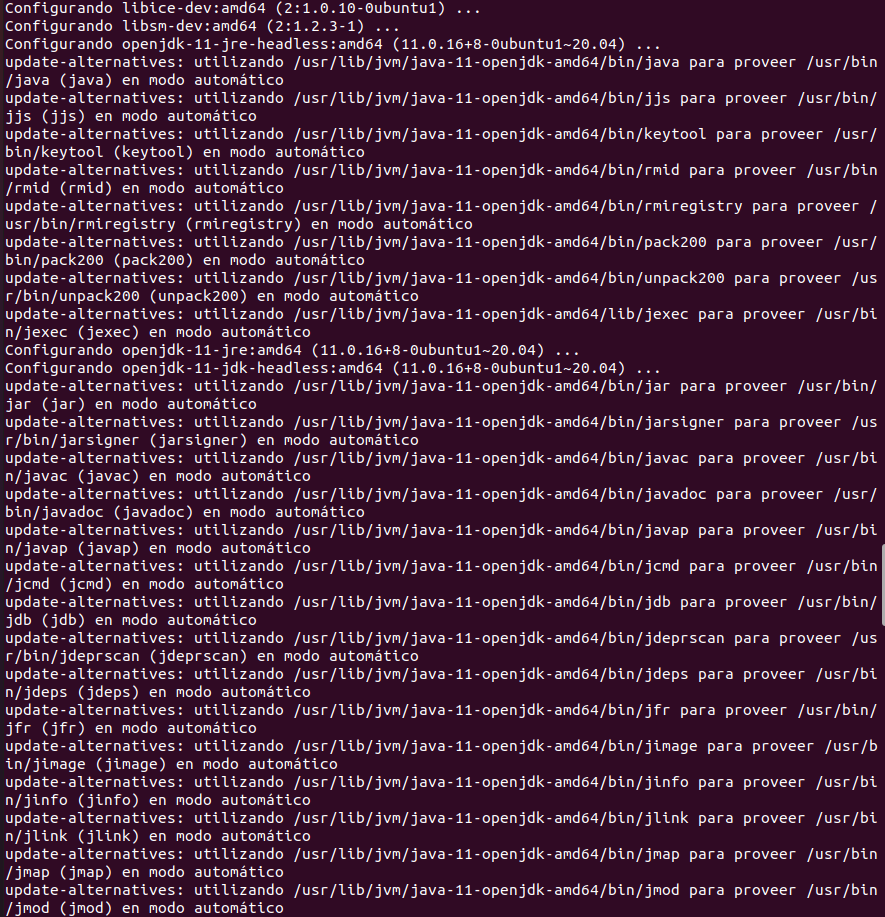 Configurando libice-dev:amd64 (2:1.0.10-0ubuntu1) ...
Configurando libsm-dev:amd64 (2:1.2.3-1) ...
Configurando openjdk-11-jre-headless:amd64 (11.0.16+8-0ubuntu1~20.04) ...
update-alternatives: utilizando /usr/lib/jvm/java-11-openjdk-amd64/bin/java para proveer /usr/bin
/java (java) en modo automático
update-alternatives: utilizando /usr/lib/jvm/java-11-openjdk-amd64/bin/jjs para proveer /usr/bin/
jjs (jjs) en modo automático
update-alternatives: utilizando /usr/lib/jvm/java-11-openjdk-amd64/bin/keytool para proveer /usr/
bin/keytool (keytool) en modo automático
update-alternatives: utilizando /usr/lib/jvm/java-11-openjdk-amd64/bin/rmid para proveer /usr/bin
/rmid (rmid) en modo automático
update-alternatives: utilizando /usr/lib/jvm/java-11-openjdk-amd64/bin/rmiregistry para proveer /
usr/bin/rmiregistry (rmiregistry) en modo automático
update-alternatives: utilizando /usr/lib/jvm/java-11-openjdk-amd64/bin/pack200 para proveer /usr/
bin/pack200 (pack200) en modo automático
update-alternatives: utilizando /usr/lib/jvm/java-11-openjdk-amd64/bin/unpack200 para proveer /us
r/bin/unpack200 (unpack200) en modo automático
update-alternatives: utilizando /usr/lib/jvm/java-11-openjdk-amd64/lib/jexec para proveer /usr/bi
n/jexec (jexec) en modo automático
Configurando openjdk-11-jre:amd64 (11.0.16+8-0ubuntu1~20.04) ...
Configurando openjdk-11-jdk-headless:amd64 (11.0.16+8-0ubuntu1~20.04) ...
update-alternatives: utilizando /usr/lib/jvm/java-11-openjdk-amd64/bin/jar para proveer /usr/bin/
jar (jar) en modo automático
update-alternatives: utilizando /usr/lib/jvm/java-11-openjdk-amd64/bin/jarsigner para proveer /us
r/bin/jarsigner (jarsigner) en modo automático
update-alternatives: utilizando /usr/lib/jvm/java-11-openjdk-amd64/bin/javac para proveer /usr/bi
n/javac (javac) en modo automático
update-alternatives: utilizando /usr/lib/jvm/java-11-openjdk-amd64/bin/javadoc para proveer /usr/
bin/javadoc (javadoc) en modo automático
update-alternatives: utilizando /usr/lib/jvm/java-11-openjdk-amd64/bin/javap para proveer /usr/bi
n/javap (javap) en modo automático
update-alternatives: utilizando /usr/lib/jvm/java-11-openjdk-amd64/bin/jcmd para proveer /usr/bin
/jcmd (jcmd) en modo automático
update-alternatives: utilizando /usr/lib/jvm/java-11-openjdk-amd64/bin/jdb para proveer /usr/bin/
jdb (jdb) en modo automático
update-alternatives: utilizando /usr/lib/jvm/java-11-openjdk-amd64/bin/jdeprscan para proveer /us
r/bin/jdeprscan (jdeprscan) en modo automático
update-alternatives: utilizando /usr/lib/jvm/java-11-openjdk-amd64/bin/jdeps para proveer /usr/bi
n/jdeps (jdeps) en modo automático
update-alternatives: utilizando /usr/lib/jvm/java-11-openjdk-amd64/bin/jfr para proveer /usr/bin/
jfr (jfr) en modo automático
update-alternatives: utilizando /usr/lib/jvm/java-11-openjdk-amd64/bin/jimage para proveer /usr/b
in/jimage (jimage) en modo automático
update-alternatives: utilizando /usr/lib/jvm/java-11-openjdk-amd64/bin/jinfo para proveer /usr/bi
n/jinfo (jinfo) en modo automático
update-alternatives: utilizando /usr/lib/jvm/java-11-openjdk-amd64/bin/jlink para proveer /usr/bi
n/jlink (jlink) en modo automático
update-alternatives: utilizando /usr/lib/jvm/java-11-openjdk-amd64/bin/jmap para proveer /usr/bin
/jmap (jmap) en modo automático
update-alternatives: utilizando /usr/lib/jvm/java-11-openjdk-amd64/bin/jmod para proveer /usr/bin
/jmod (jmod) en modo automático